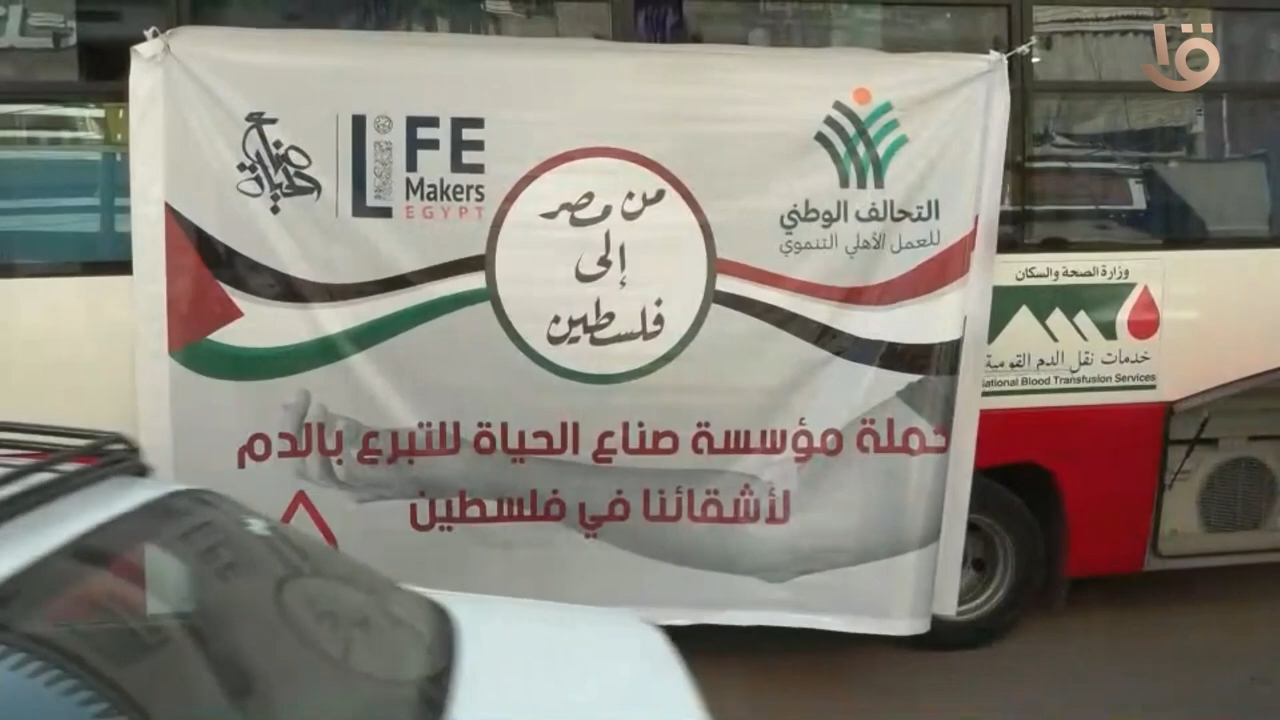 صناع الحياة
LiFE
Makers
EGYPT
التحالف الوطني
للعمل الأهلي التنموي
من مصر
إلى
فلسطين
حملة مؤسسة صناع الحياة للتبرع بالدم
لأشقائنا في فلسطين
وزارة الصحة والسكان
خدمات نقل الدم القومية
National Blood Transfusion Services